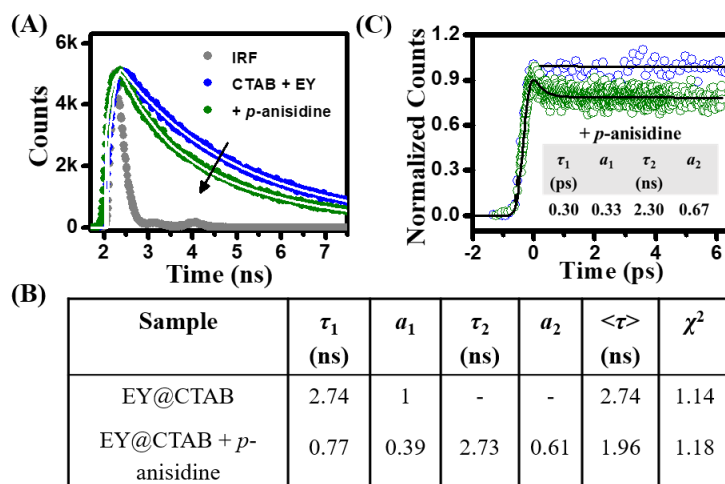 (A)
6k
4k
2k
0
2
3
4
5
6
7
Counts
Time (ns)
IRF
CTAB + EY
+ p-anisidine
(C)
1.2
0.9
0.6
0.3
0.0
-2
0
2
4
6
Normalized Counts
Time (ps)
+ p-anisidine
τ1 a1 τ2 a2
(ps) (ns)
0.30 0.33 2.30 0.67
(B)
Sample τ1 a1 τ2 a2 <τ> χ2
(ns) (ns) (ns)
EY@CTAB 2.74 1 - - 2.74 1.14
EY@CTAB + p-
anisidine 0.77 0.39 2.73 0.61 1.96 1.18